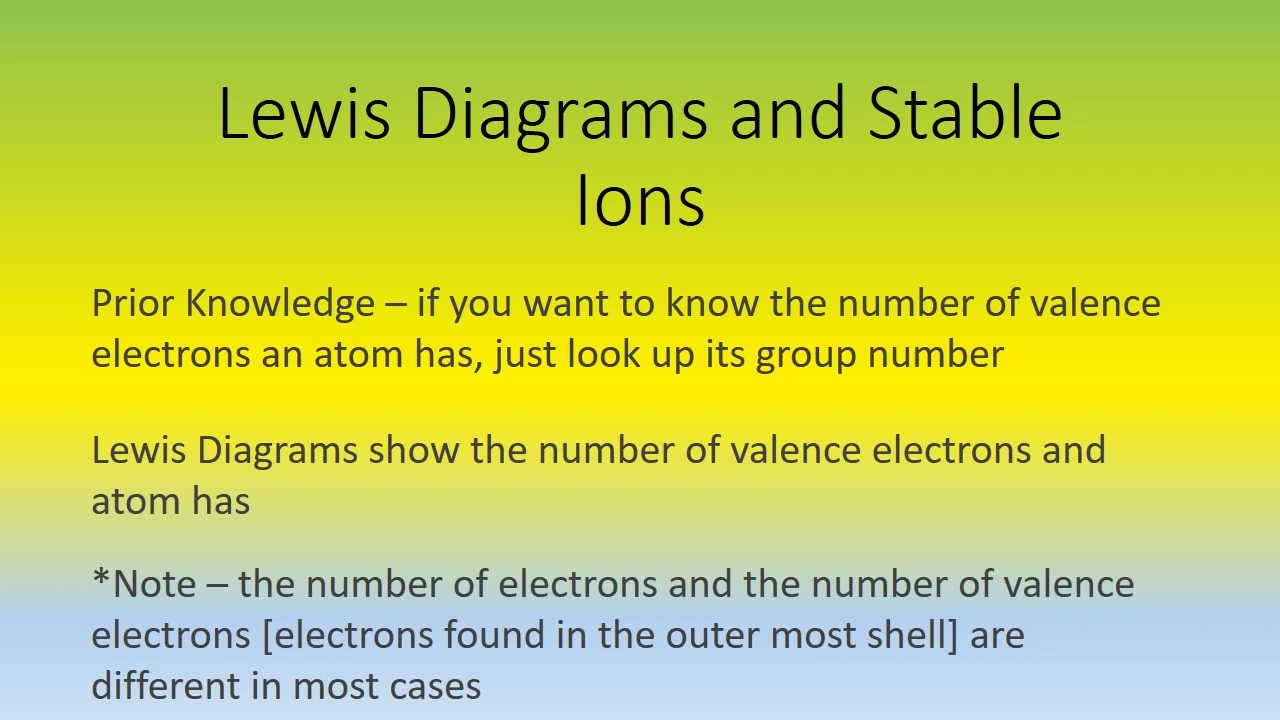 Lewis Diagrams and Stable
Ions
Prior Knowledge – if you want to know the number of valence
electrons an atom has, just look up its group number
Lewis Diagrams show the number of valence electrons and
atom has
*Note – the number of electrons and the number of valence
electrons [electrons found in the outer most shell] are
different in most cases